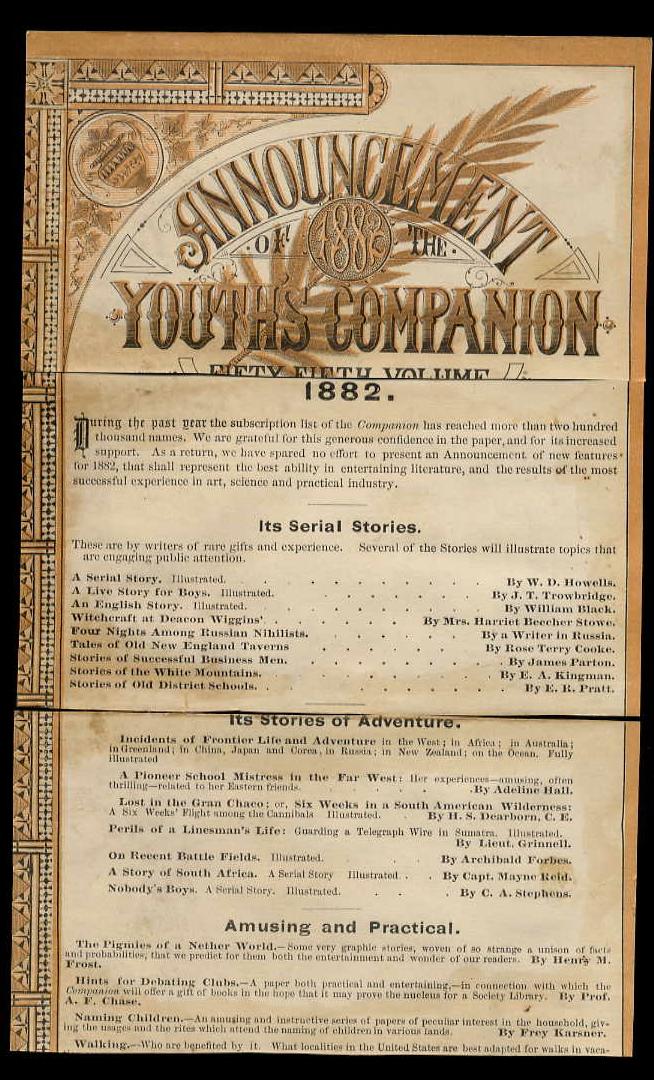 ANNOUNCEMENT
OF 1882 THE
YOUTH'S COMPANION
FIFTY FIFTH VOLUME
1882.
During the past year the subscription list of the Companion has reached more than two hundred
thousand names. We are grateful for this generous confidence in the paper, and for its increased
support. As a return, we have spared no effort to present an Announcement of new features
for 1882, that shall represent the best ability in entertaining literature, and the results of the most
successful experience in art, science and practical industry.
Its Serial Stories.
These are by writers of rare gifts and experience. Several of the Stories will illustrate topics that
are engaging public attention.
A Serial Story. Illustrated. . . . . . . . By W. D. Howells.
A Live Story for Boys. Illustrated. . . . . . . By J. T. Trowbridge.
An English Story. Illustrated. . . . . . . . By William Black.
Witchcraft at Deacon Wiggins'. . . . . . By Mrs. Harriet Beecher Stowe.
Four Nights Among Russian Nihilists. . . . . . By a Writer in Russia.
Tales of Old New England Taverns . . . . . . By Rose Terry Cooke.
Stories of Successful Business Men. . . . . . . . By James Parton.
Stories of the White Mountains. . . . . . . . By E. A. Kingman.
Stories of Old District Schools. . . . . . . . . By E. R. Pratt.
Its Stories of Adventure.
Incidents of Frontier Life and Adventure in the West; in Africa; in Australia;
in Greenland; in China, Japan and Corea, in Russia; in New Zealand; on the Ocean. Fully
illustrated
A Pioneer School Mistress in the Far West: Her experiences—amusing, often
thrilling—related to her Eastern friends. . . . . By Adeline Hall.
Lost in the Gran Chaco; or, Six Weeks in a South American Wilderness:
A Six Weeks' Flight among the Cannibals Illustrated. . By H. S. Dearborn, C. E.
Perils of a Linesman's Life: Guarding a Telegraph Wire in Sumatra. Illustrated.
By Lieut. Grinnell.
On Recent Battle Fields. Illustrated. . . By Archibald Forbes.
A Story of South Africa. A Serial Story Illustrated . . By Capt. Mayne Reid.
Nobody's Boys. A Serial Story. Illustrated. . . . By C. A. Stephens.
Amusing and Practical.
The Pigmies of a Nether World.—Some very graphic stories, woven of so strange a unison of facts
and probabilities, that we predict for them both the entertainment and wonder of our readers. By Henry M.
Frost.
Hints for Debating Clubs.—A paper both practical and entertaining,—in connection with which the
Companion will offer a gift of books in the hope that it may prove the nucleus for a Society Library. By Prof.
A. F. Chase.
Naming Children.—An amusing and instructive series of papers of peculiar interest in the household, giv-
ing the usages and the rites which attend the naming of children in various lands. By Frey Karsner.
Walking.—Who are benefited by it. What localities in the United States are best adapted for walks in vaca-